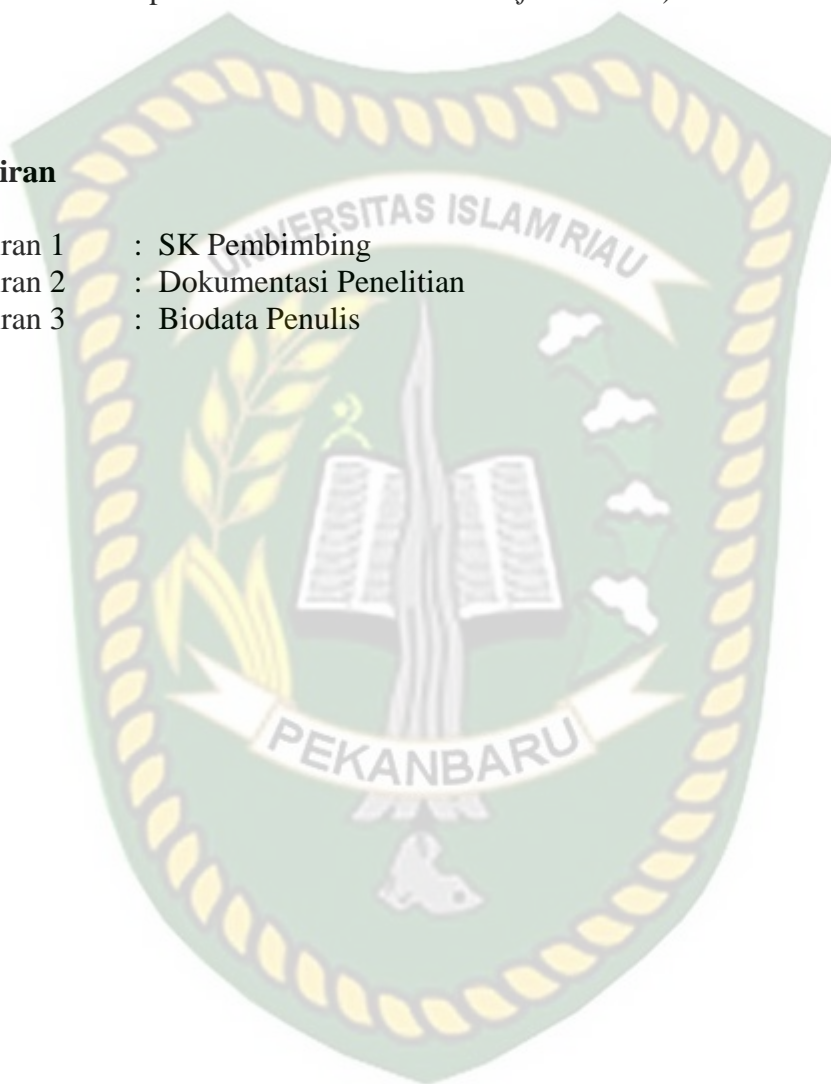 iran
UNIVERSITAS ISLAM RIAU
ran 1 : SK Pembimbing
ran 2 : Dokumentasi Penelitian
ran 3 : Biodata Penulis
PEKANBARU